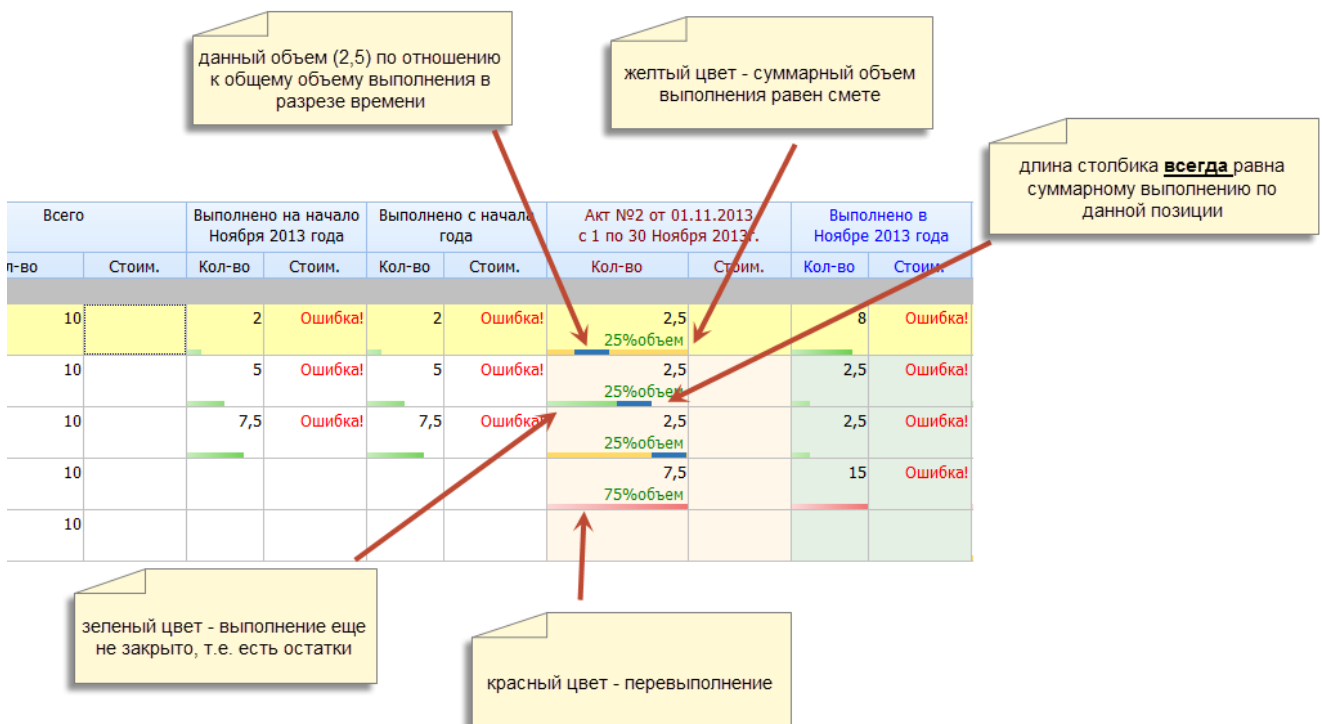 данный объем (2,5) по отношению
к общему объему выполнения в
разрезе времени
желтый цвет - суммарный объем
выполнения равен смете
длина столбика всегда равна
суммарному выполнению по
данной позиции
Всего
Выполнено на начало
Ноября 2013 года
Выполнено с начала
года
Акт №2 от 01.11.2013
с 1 по 30 Ноября 2013г.
Выполнено в
Ноябре 2013 года
л-во Стоим. Кол-во Стоим. Кол-во Стоим. Кол-во Стоим. Кол-во Стоим.
10 2 Ошибка! 2 Ошибка! 2,5 8 Ошибка!
25%объем
10 5 Ошибка! 5 Ошибка! 2,5 2,5 Ошибка!
25%объем
10 7,5 Ошибка! 7,5 Ошибка! 2,5 2,5 Ошибка!
25%объем
10 7,5 15 Ошибка!
75%объем
10
зеленый цвет - выполнение еще
не закрыто, т.е. есть остатки
красный цвет - перевыполнение